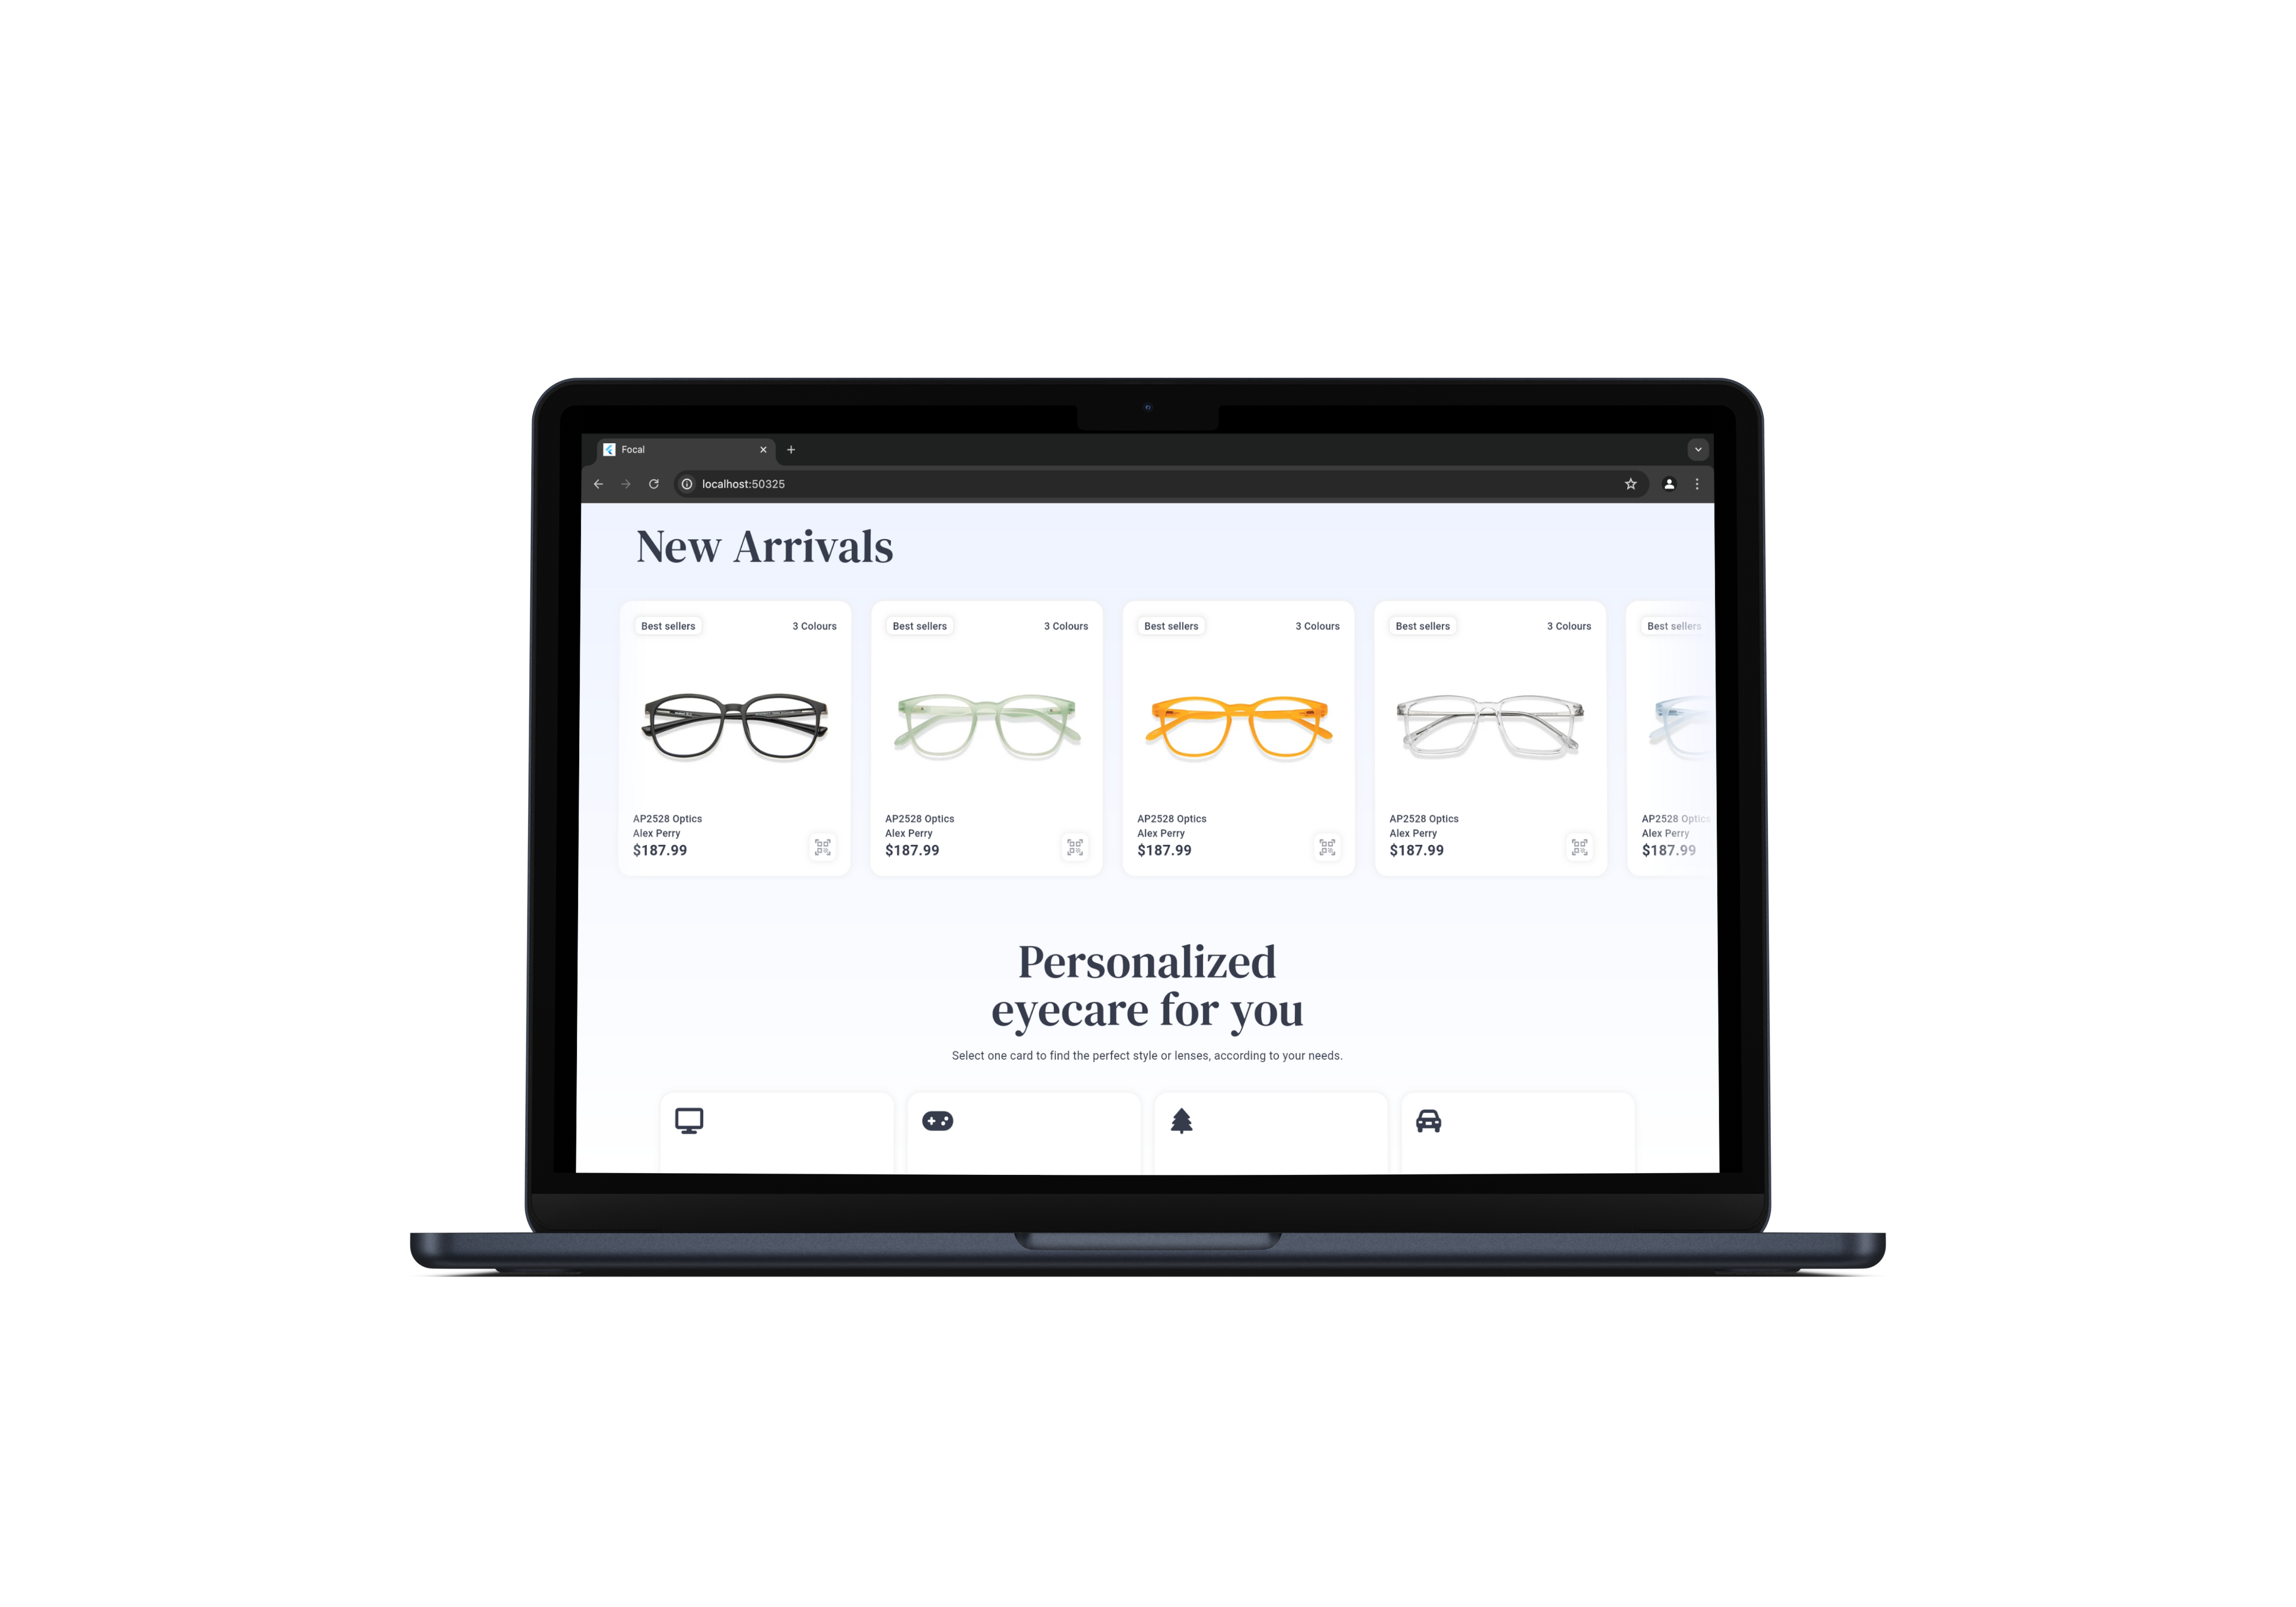 Focal
localhost:50325
New Arrivals
Best sellers
3 Colours
Best sellers
3 Colours
Best sellers
3 Colours
Best sellers
3 Colours
Best sellers
AP2528 Optics
Alex Perry
$187.99
AP2528 Optics
Alex Perry
$187.99
AP2528 Optics
Alex Perry
$187.99
AP2528 Optics
Alex Perry
$187.99
AP2528 Optics
Alex Perry
$187.99
Personalized
eyecare for you
Select one card to find the perfect style or lenses, according to your needs.